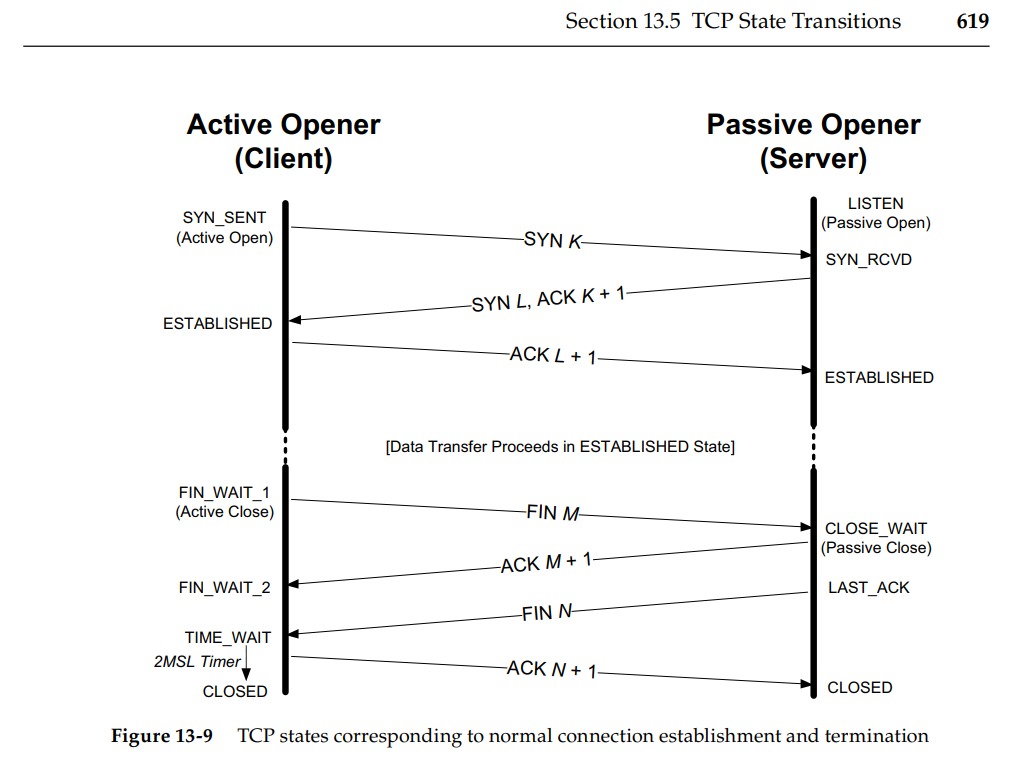 Section 13.5 TCP State Transitions 619
Active Opener
(Client)
Passive Opener
(Server)
SYN_SENT
(Active Open)
LISTEN
(Passive Open)
SYN K
SYN_RCVD
SYN L, ACK K + 1
ESTABLISHED
ACK L + 1
ESTABLISHED
[Data Transfer Proceeds in ESTABLISHED State]
FIN_WAIT_1
(Active Close)
FIN M
CLOSE_WAIT
(Passive Close)
ACK M + 1
FIN_WAIT_2
LAST_ACK
FIN N
TIME_WAIT
2MSL Timer
ACK N + 1
CLOSED
CLOSED
Figure 13-9 TCP states corresponding to normal connection establishment and termination